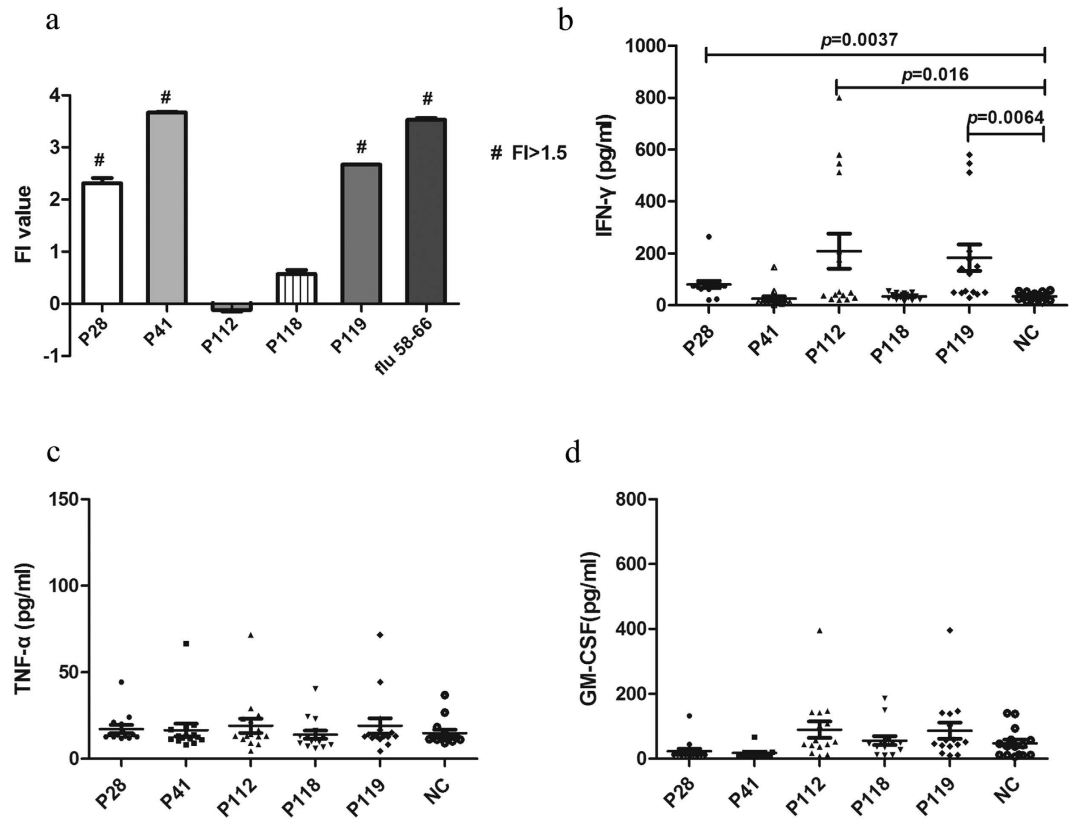 a
FI value
4
3
2
1
0
-1
#
#
#
#
# FI>1.5
P28
P41
P112
P118
P119
flu 58-66
b
IFN-γ (pg/ml)
1000
800
600
400
200
0
p=0.0037
p=0.016
p=0.0064
P28
P41
P112
P118
P119
NC
c
TNF-α (pg/ml)
150
100
50
0
P28
P41
P112
P118
P119
NC
d
GM-CSF(pg/ml)
800
600
400
200
0
P28
P41
P112
P118
P119
NC